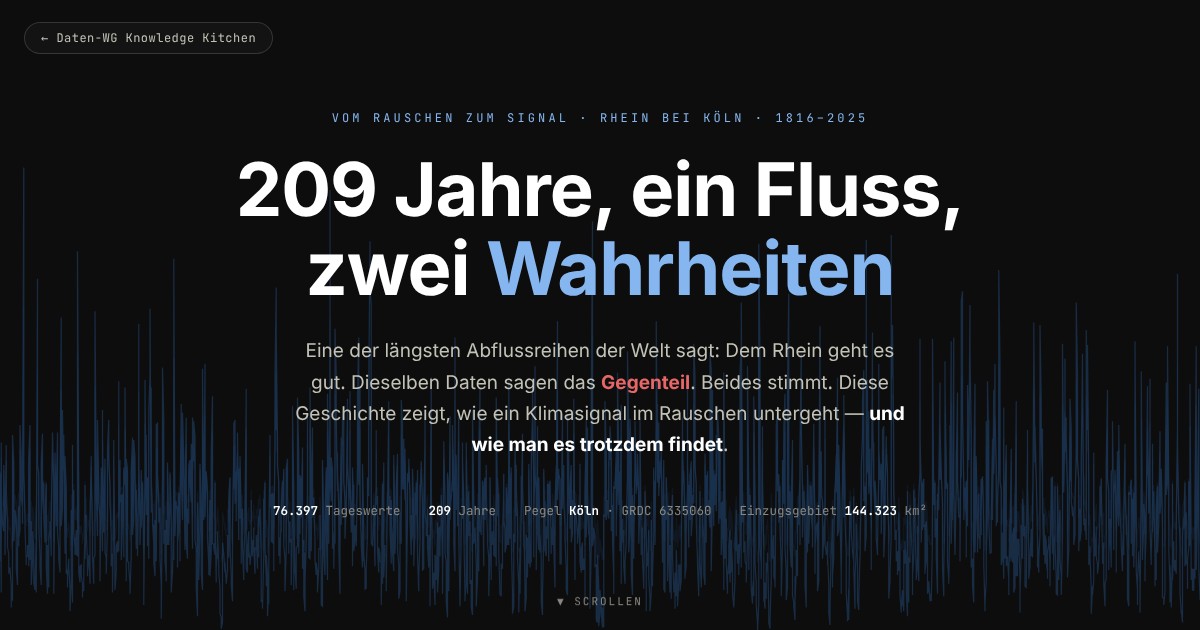 ← Daten-WG Knowledge Kitchen
VOM RAUSCHEN ZUM SIGNAL · RHEIN BEI KÖLN · 1816–2025
209 Jahre, ein Fluss,
zwei Wahrheiten
Eine der längsten Abflussreihen der Welt sagt: Dem Rhein geht es
gut. Dieselben Daten sagen das Gegenteil. Beides stimmt. Diese
Geschichte zeigt, wie ein Klimasignal im Rauschen untergeht — und
wie man es trotzdem findet.
76.397 Tageswerte 209 Jahre Pegel Köln · GRDC 6335060 Einzugsgebiet 144.323 km²
▼ SCROLLEN